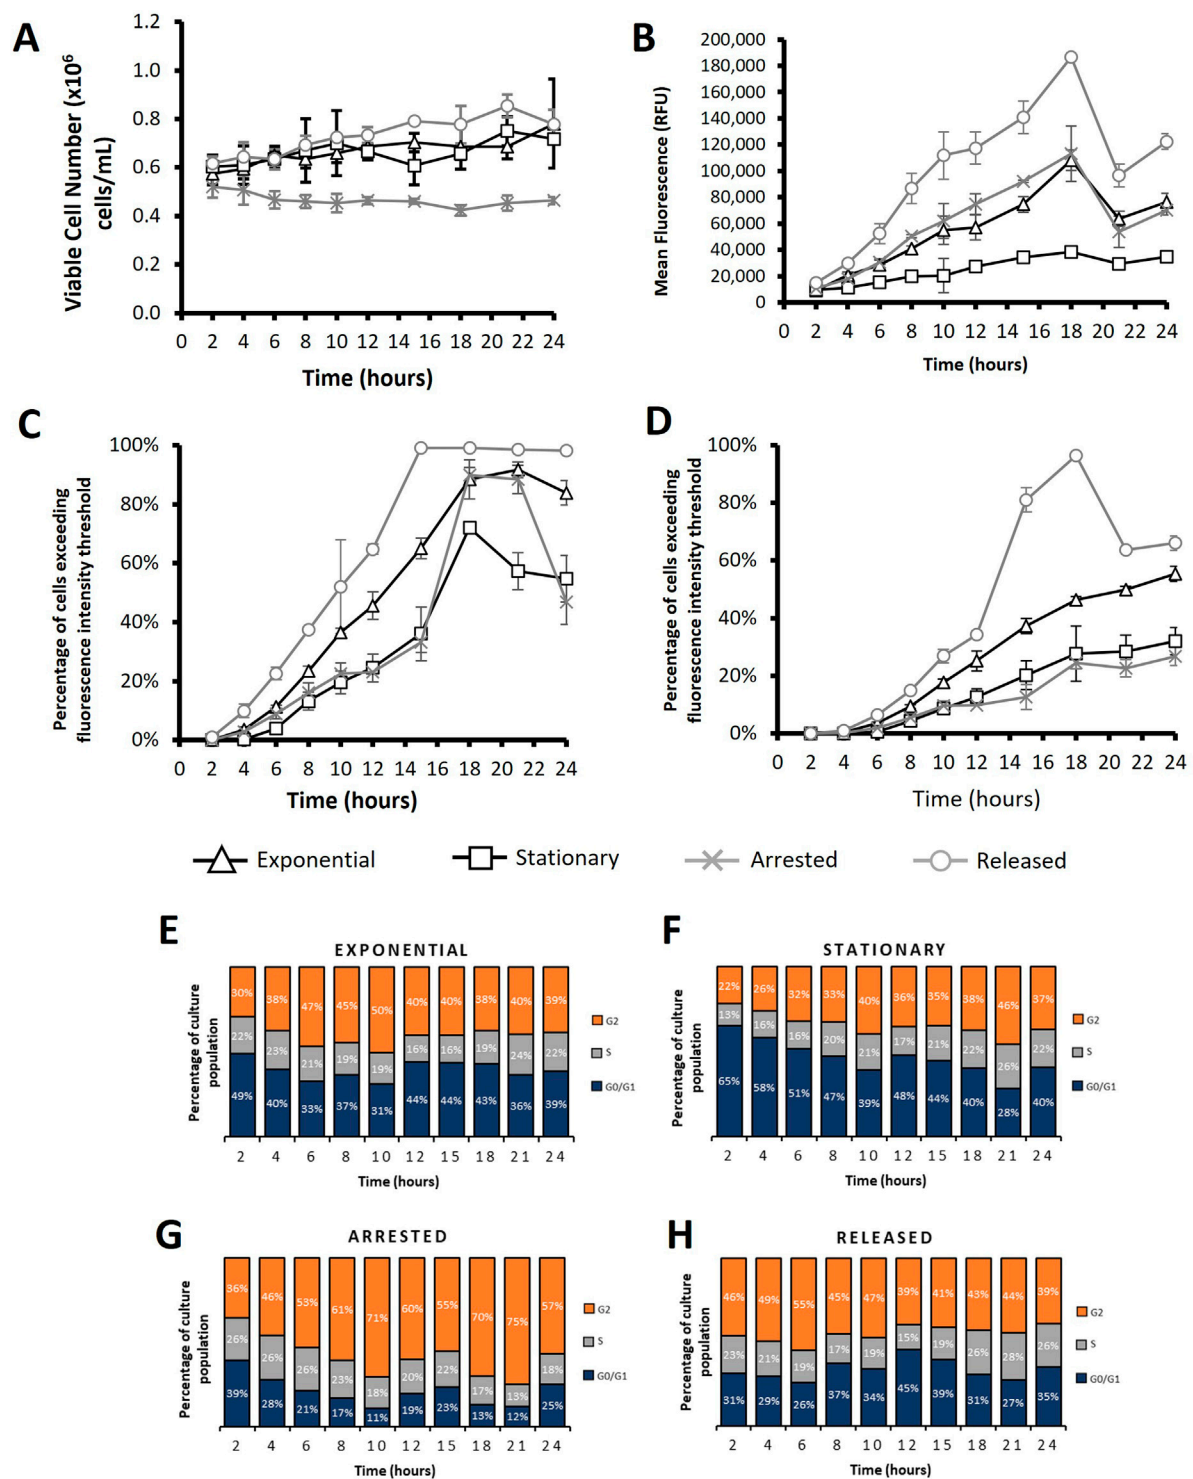 A
Viable Cell Number (x10⁶
cells/mL)
1.2
1.0
0.8
0.6
0.4
0.2
0.0
0 2 4 6 8 10 12 14 16 18 20 22 24
Time (hours)
B
Mean Fluorescence (RFU)
200,000
180,000
160,000
140,000
120,000
100,000
80,000
60,000
40,000
20,000
0
0 2 4 6 8 10 12 14 16 18 20 22 24
Time (hours)
C
Percentage of cells exceeding
fluorescence intensity threshold
100%
80%
60%
40%
20%
0%
0 2 4 6 8 10 12 14 16 18 20 22 24
Time (hours)
D
Percentage of cells exceeding
fluorescence intensity threshold
100%
80%
60%
40%
20%
0%
0 2 4 6 8 10 12 14 16 18 20 22 24
Time (hours)
Exponential Stationary Arrested Released
E
EXPONENTIAL
Percentage of culture
population
30% 38% 47% 45% 50% 40% 40% 38% 40% 39%
22% 23% 21% 19% 19% 16% 16% 19% 24% 22%
49% 40% 33% 37% 31% 44% 44% 43% 36% 39%
2 4 6 8 10 12 15 18 21 24
Time (hours)
G2
S
G0/G1
F
STATIONARY
Percentage of culture
population
22% 26% 32% 33% 40% 36% 35% 38% 46% 37%
13% 16% 16% 20% 21% 17% 21% 22% 26% 22%
65% 58% 51% 47% 39% 48% 44% 40% 28% 40%
2 4 6 8 10 12 15 18 21 24
Time (hours)
G2
S
G0/G1
G
ARRESTED
Percentage of culture
population
36% 46% 53% 61% 71% 60% 55% 70% 75% 57%
26% 26% 26% 23% 18% 20% 22% 17% 13% 18%
39% 28% 21% 17% 11% 19% 23% 13% 12% 25%
2 4 6 8 10 12 15 18 21 24
Time (hours)
G2
S
G0/G1
H
RELEASED
Percentage of culture
population
46% 49% 55% 45% 47% 39% 41% 43% 44% 39%
23% 21% 19% 17% 19% 15% 19% 26% 28% 26%
31% 29% 26% 37% 34% 45% 39% 31% 27% 35%
2 4 6 8 10 12 15 18 21 24
Time (hours)
G2
S
G0/G1